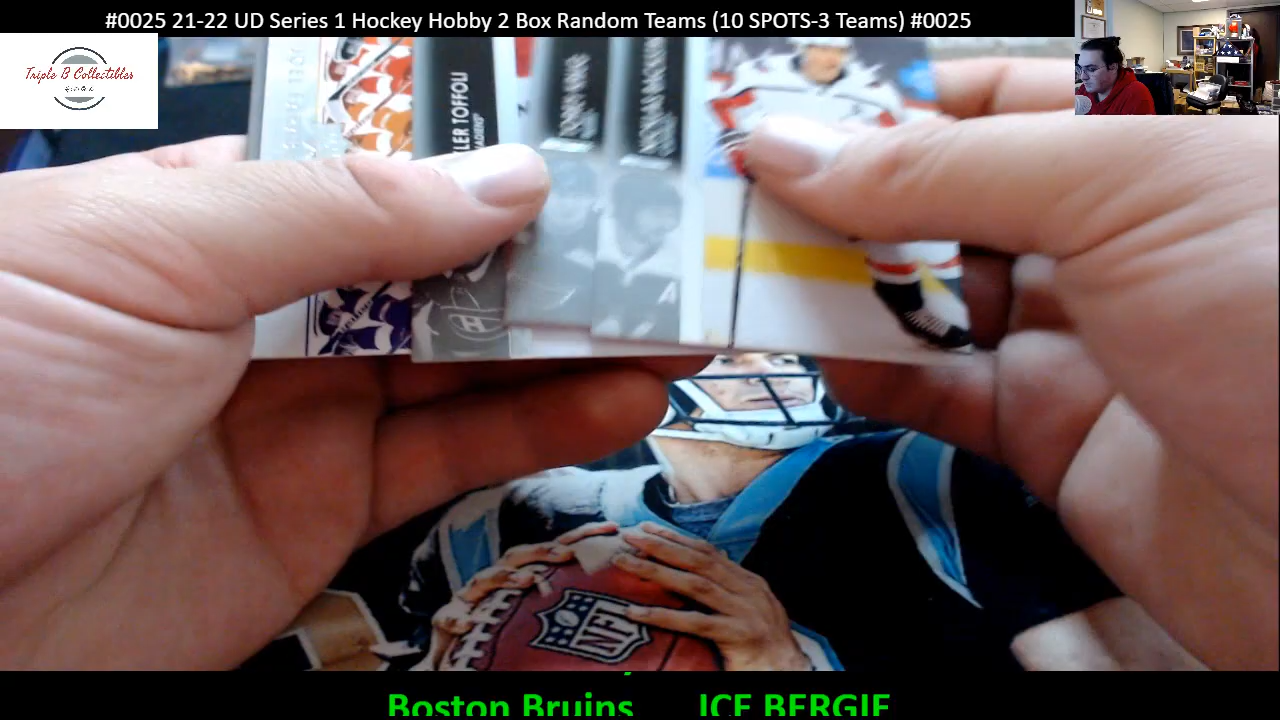 #0025 21-22 UD Series 1 Hockey Hobby 2 Box Random Teams (10 SPOTS-3 Teams) #0025
Triple B Collectibles
LER TOFFOLI
NFL
Boston Bruins ICE BERGIE